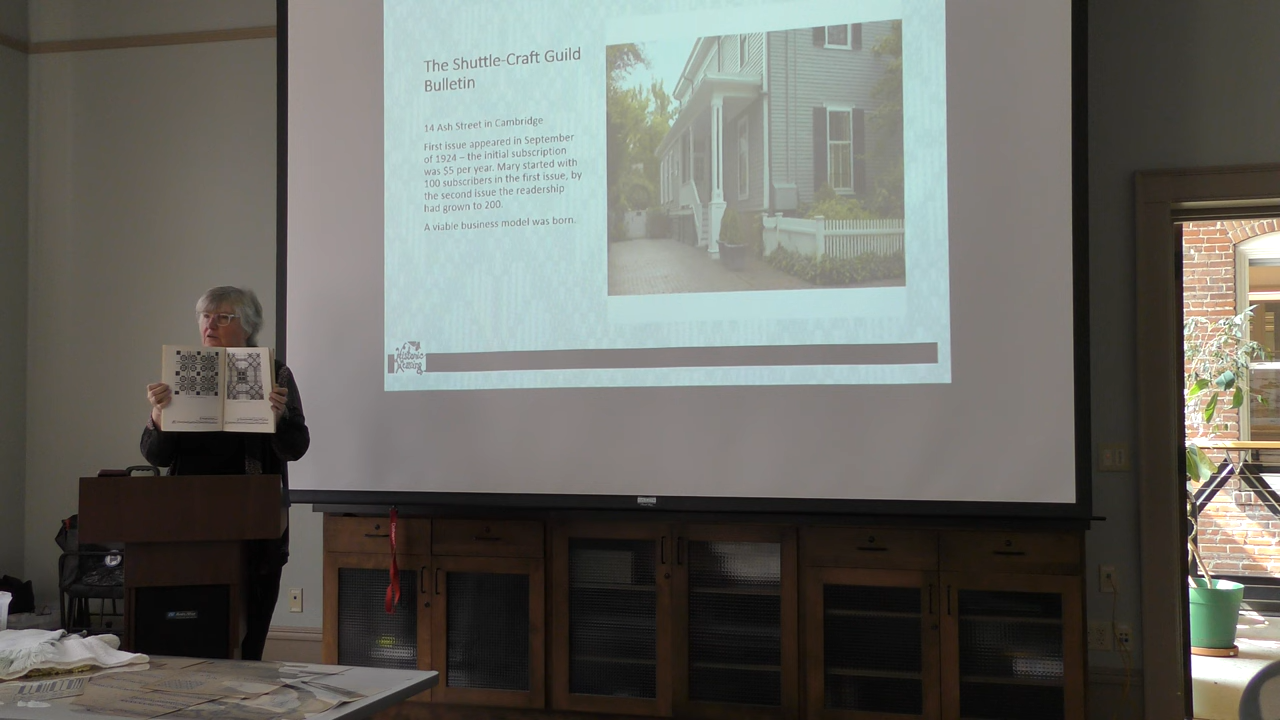 The Shuttle-Craft Guild
Bulletin
14 Ash Street in Cambridge
First issue appeared in September
of 1924 – the initial subscription
was $5 per year. Mary started with
100 subscribers in the first issue, by
the second issue the readership
had grown to 200.
A viable business model was born.
Historic